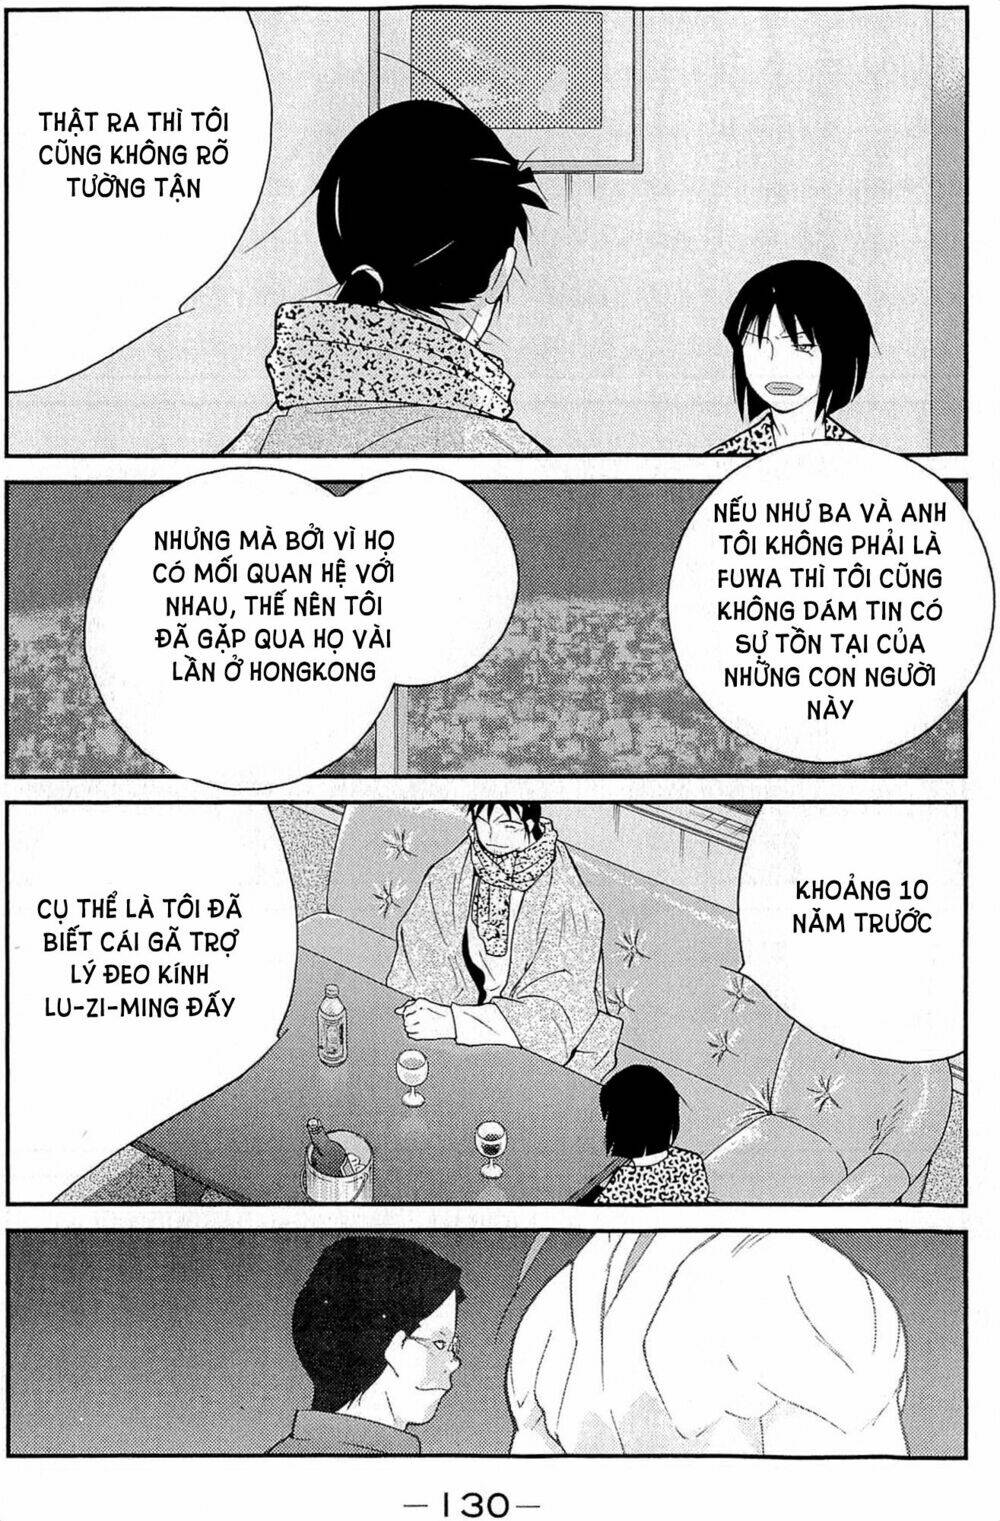 THẬT RA THÌ TÔI
CŨNG KHÔNG RÕ
TƯỜNG TẬN
NẾU NHƯ BA VÀ ANH
TÔI KHÔNG PHẢI LÀ
FUWA THÌ TÔI CŨNG
KHÔNG DÁM TIN CÓ
SỰ TỒN TẠI CỦA
NHỮNG CON NGƯỜI
NÀY
NHƯNG MÀ BỞI VÌ HỌ
CÓ MỐI QUAN HỆ VỚI
NHAU, THẾ NÊN TÔI
ĐÃ GẶP QUA HỌ VÀI
LẦN Ở HONGKONG
KHOẢNG 10
NĂM TRƯỚC
CỤ THỂ LÀ TÔI ĐÃ
BIẾT CÁI GÃ TRỢ
LÝ ĐEO KÍNH
LU-ZI-MING ĐẤY
—130—